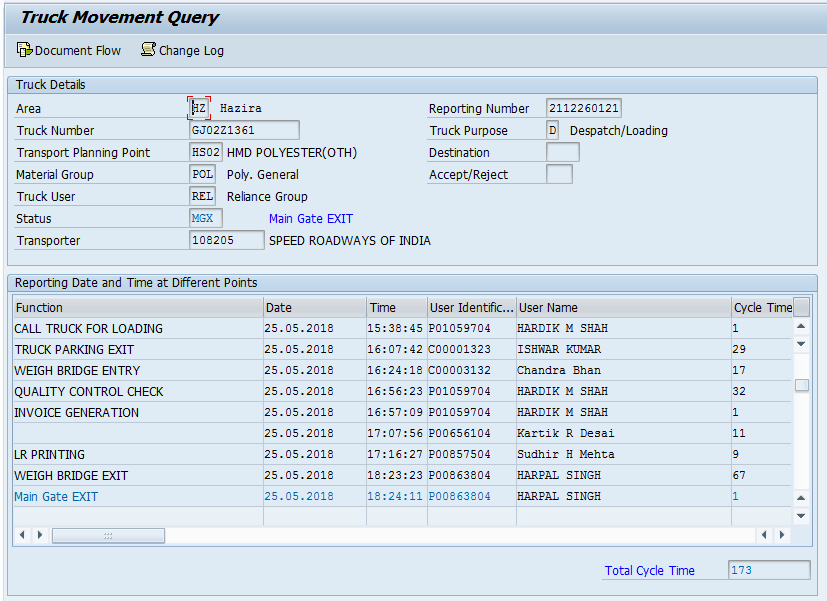 Truck Movement Query
Document Flow Change Log
Truck Details
Area HZ Hazira Reporting Number 2112260121
Truck Number GJ02Z1361 Truck Purpose D Despatch/Loading
Transport Planning Point HS02 HMD POLYESTER(OTH) Destination
Material Group POL Poly. General Accept/Reject
Truck User REL Reliance Group
Status MGX Main Gate EXIT
Transporter 108205 SPEED ROADWAYS OF INDIA
Reporting Date and Time at Different Points
Function Date Time User Identific... User Name Cycle Time
CALL TRUCK FOR LOADING 25.05.2018 15:38:45 P01059704 HARDIK M SHAH 1
TRUCK PARKING EXIT 25.05.2018 16:07:42 C00001323 ISHWAR KUMAR 29
WEIGH BRIDGE ENTRY 25.05.2018 16:24:18 C00003132 Chandra Bhan 17
QUALITY CONTROL CHECK 25.05.2018 16:56:23 P01059704 HARDIK M SHAH 32
INVOICE GENERATION 25.05.2018 16:57:09 P01059704 HARDIK M SHAH 1
25.05.2018 17:07:56 P00656104 Kartik R Desai 11
LR PRINTING 25.05.2018 17:16:27 P00857504 Sudhir H Mehta 9
WEIGH BRIDGE EXIT 25.05.2018 18:23:23 P00863804 HARPAL SINGH 67
Main Gate EXIT 25.05.2018 18:24:11 P00863804 HARPAL SINGH 1
Total Cycle Time 173